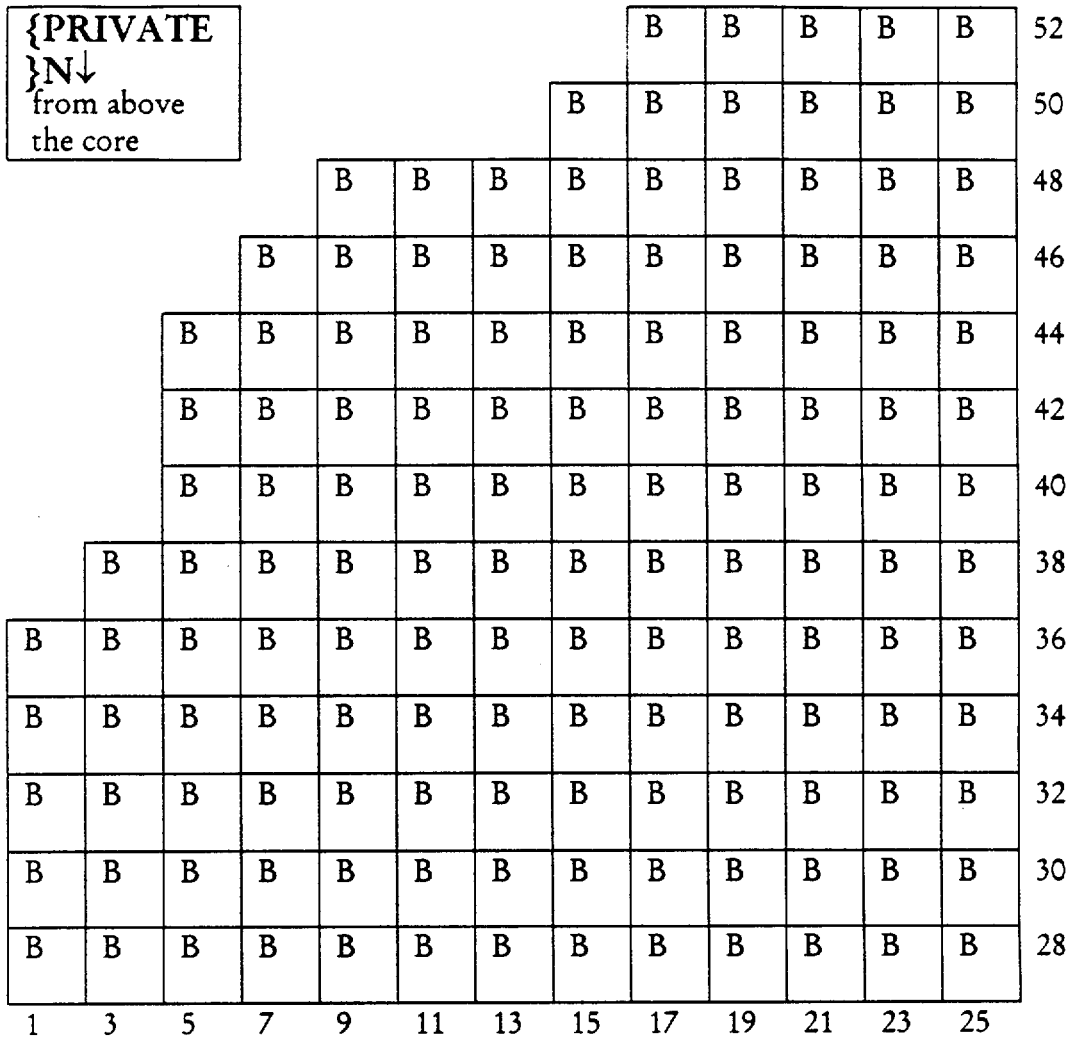 {PRIVATE
}N↓
from above
the core
B B B B B 52
B B B B B B 50
B B B B B B B B B 48
B B B B B B B B B B 46
B B B B B B B B B B B 44
B B B B B B B B B B B 42
B B B B B B B B B B B 40
B B B B B B B B B B B B 38
B B B B B B B B B B B B B 36
B B B B B B B B B B B B B 34
B B B B B B B B B B B B B 32
B B B B B B B B B B B B B 30
B B B B B B B B B B B B B 28
1 3 5 7 9 11 13 15 17 19 21 23 25